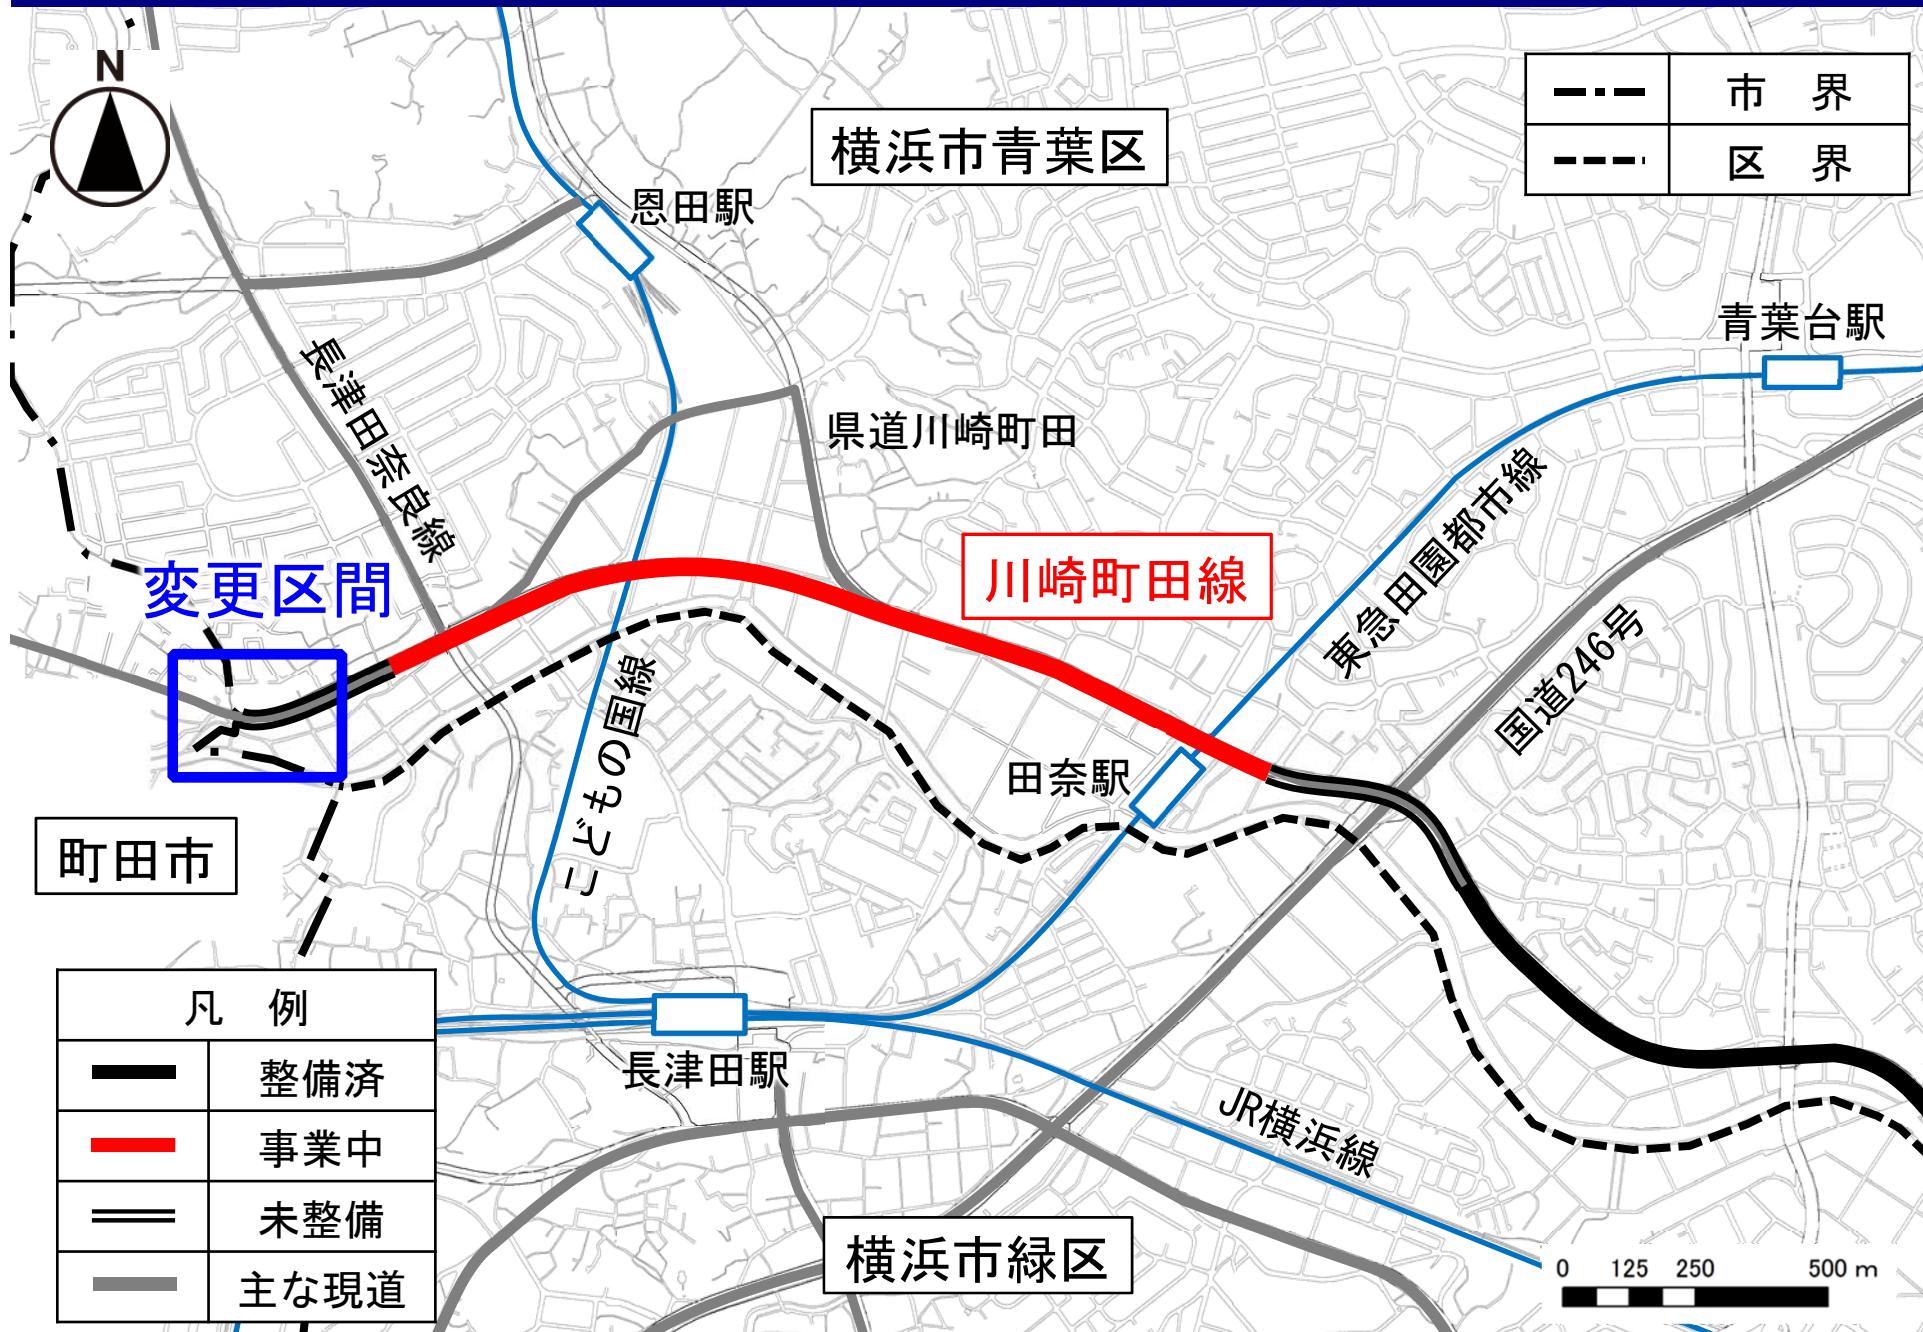 N
横浜市青葉区
市 界
区 界
恩田駅
青葉台駅
長津田奈良線
県道川崎町田
東急田園都市線
変更区間
川崎町田線
国道246号
こどもの国線
田奈駅
町田市
凡 例
整備済
事業中
未整備
主な現道
長津田駅
JR横浜線
横浜市緑区
0 125 250 500 m